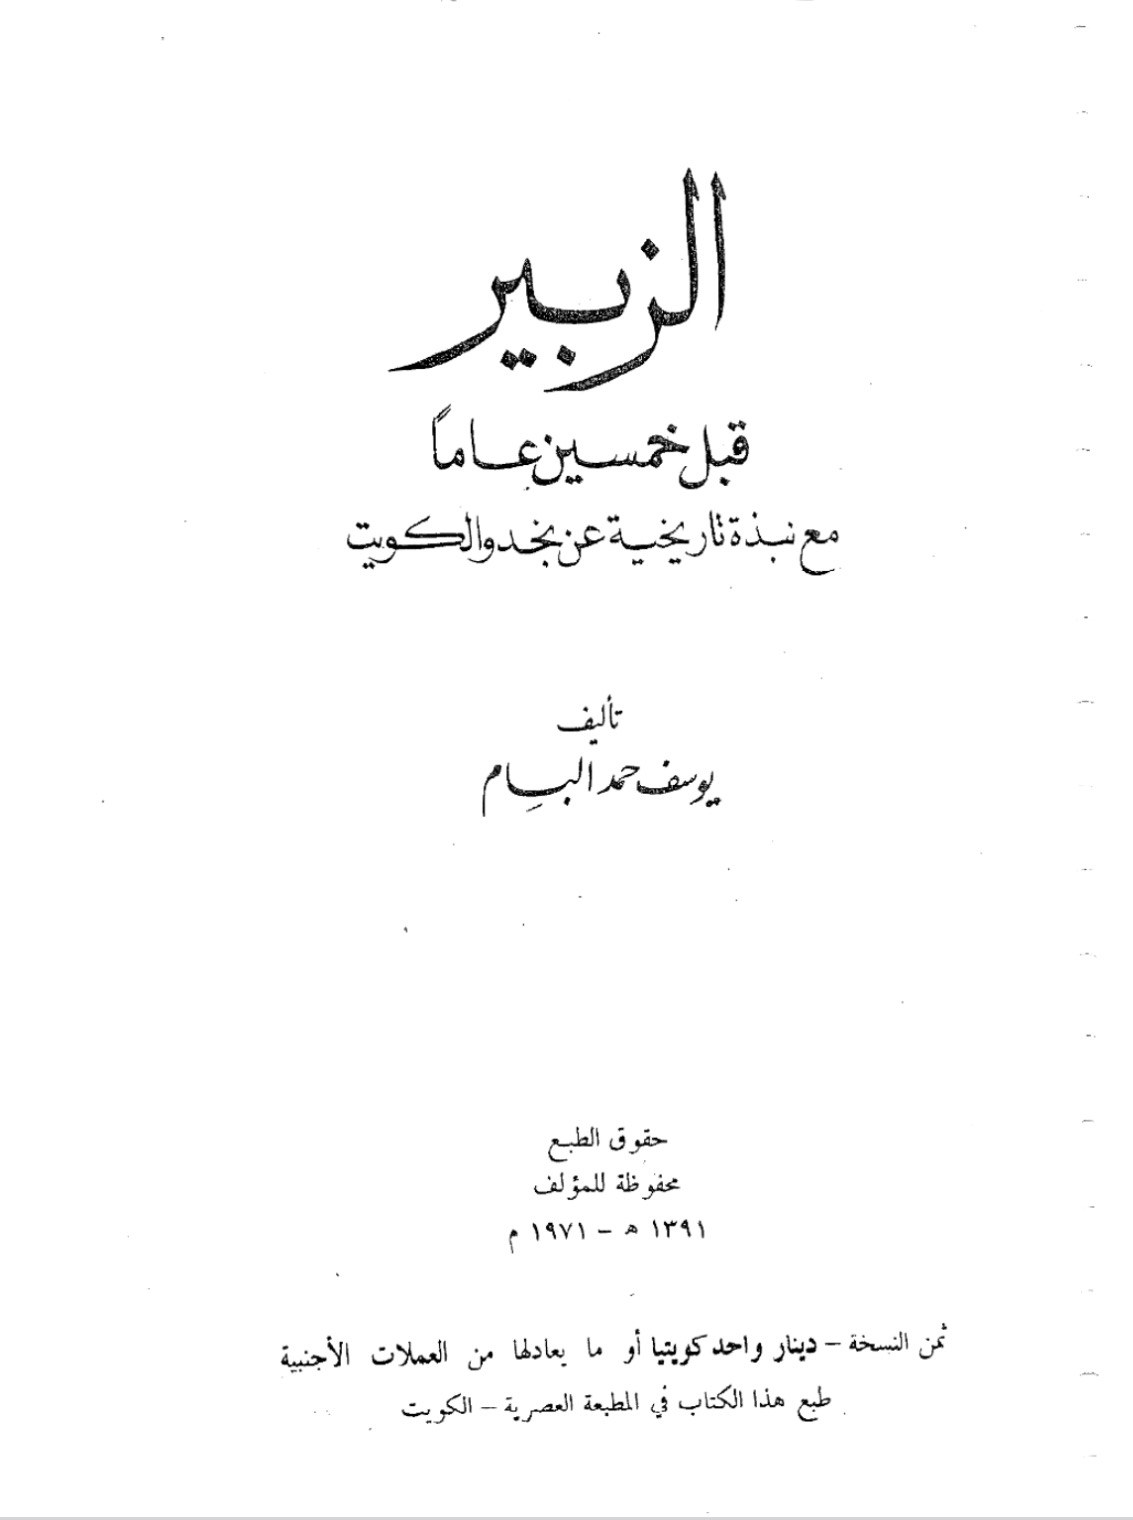 الزبير
قبل خمسين عاماً
مع نبذة تاريخية عن نجد والكويت
تأليف
يوسف حمد البسام
حقوق الطبع
محفوظة للمؤلف
١٣٩١ ه – ١٩٧١ م
ثمن النسخة – دينار واحد كويتيا أو ما يعادلها من العملات الأجنبية
طبع هذا الكتاب في المطبعة العصرية – الكويت